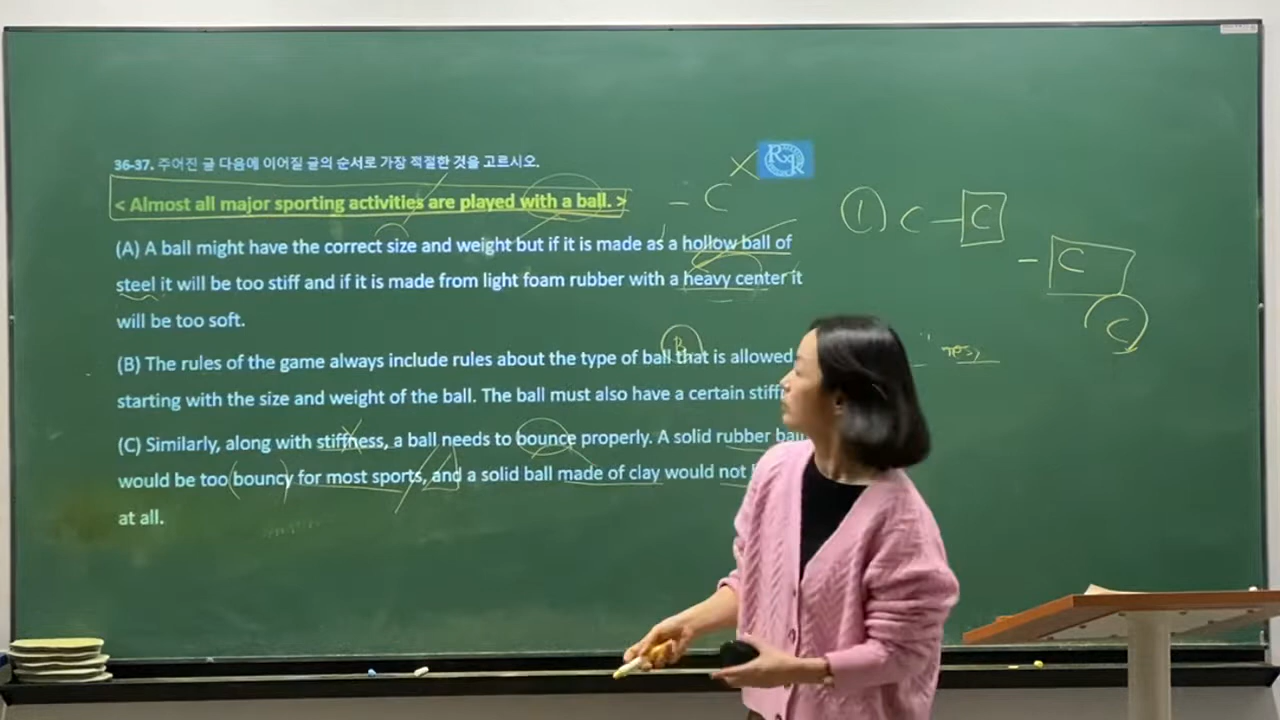 36-37. 주어진 글 다음에 이어질 글의 순서로 가장 적절한 것을 고르시오.
< Almost all major sporting activities are played with a ball. >
(A) A ball might have the correct size and weight but if it is made as a hollow ball of
steel it will be too stiff and if it is made from light foam rubber with a heavy center it
will be too soft.
(B) The rules of the game always include rules about the type of ball that is allowed,
starting with the size and weight of the ball. The ball must also have a certain
(C) Similarly, along with stiffness, a ball needs to bounce properly. A solid rubber ball
would be too bouncy for most sports, and a solid ball made of clay would not
at all.
- C
① C - C
- C
C
B
R&R